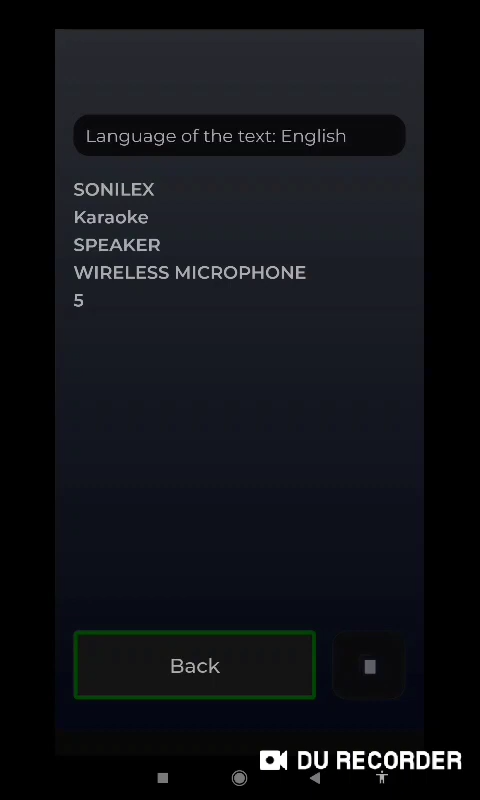 Language of the text: English
SONILEX
Karaoke
SPEAKER
WIRELESS MICROPHONE
5
Back
DU RECORDER